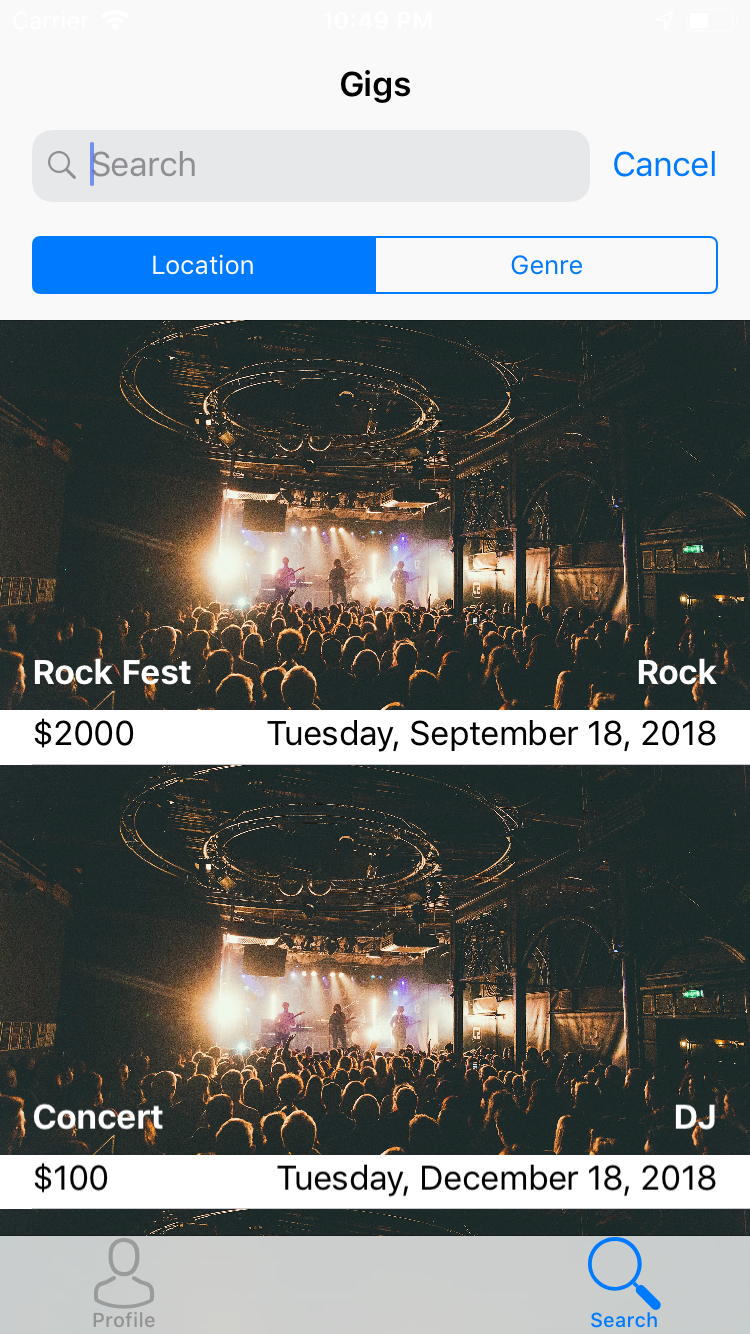 Carrier 10:49 PM
Gigs
Search Cancel
Location Genre
Rock Fest Rock
$2000 Tuesday, September 18, 2018
Concert DJ
$100 Tuesday, December 18, 2018
Profile Search